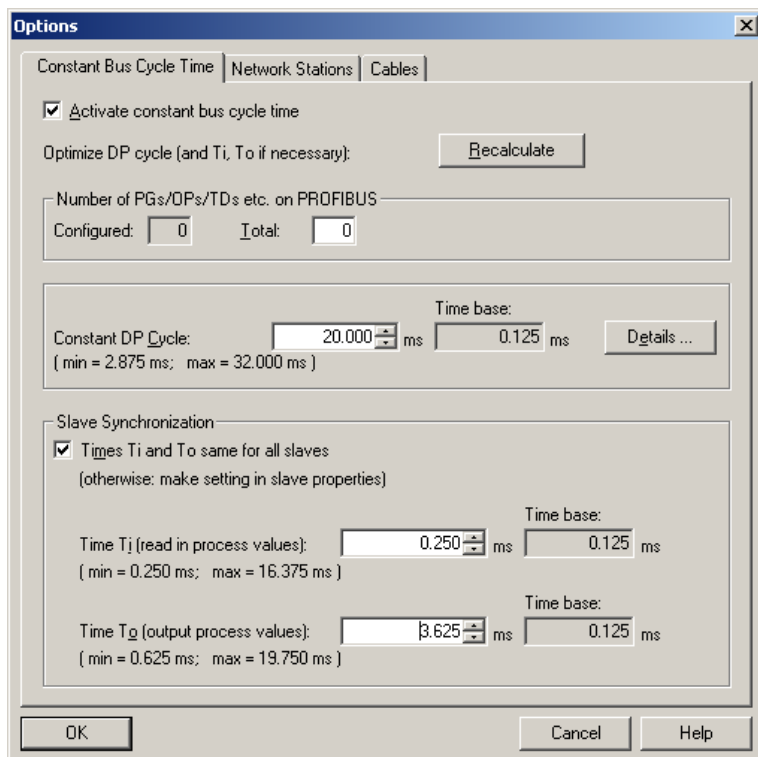 Options
Constant Bus Cycle Time Network Stations Cables
Activate constant bus cycle time
Optimize DP cycle (and Ti, To if necessary): Recalculate
Number of PGs/OPs/TDs etc. on PROFIBUS
Configured: 0 Total: 0
Time base:
Constant DP Cycle: 20.000 ms 0.125 ms Details ...
( min = 2.875 ms; max = 32.000 ms )
Slave Synchronization
Times Ti and To same for all slaves
(otherwise: make setting in slave properties)
Time base:
Time Ti (read in process values): 0.250 ms 0.125 ms
( min = 0.250 ms; max = 16.375 ms )
Time base:
Time To (output process values): 3.625 ms 0.125 ms
( min = 0.625 ms; max = 19.750 ms )
OK Cancel Help